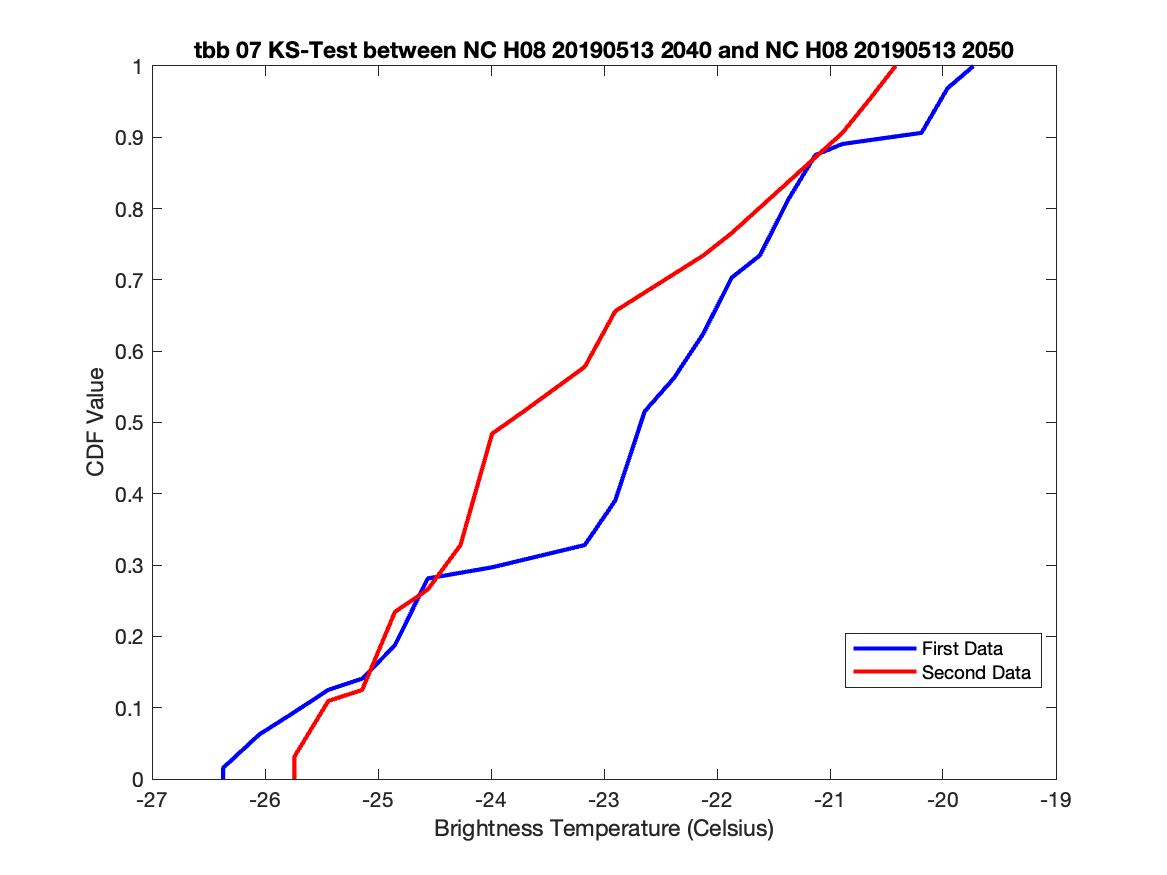 tbb 07 KS-Test between NC H08 20190513 2040 and NC H08 20190513 2050
1
0.9
0.8
0.7
0.6
0.5
0.4
0.3
0.2
0.1
0
CDF Value
First Data
Second Data
-27 -26 -25 -24 -23 -22 -21 -20 -19
Brightness Temperature (Celsius)